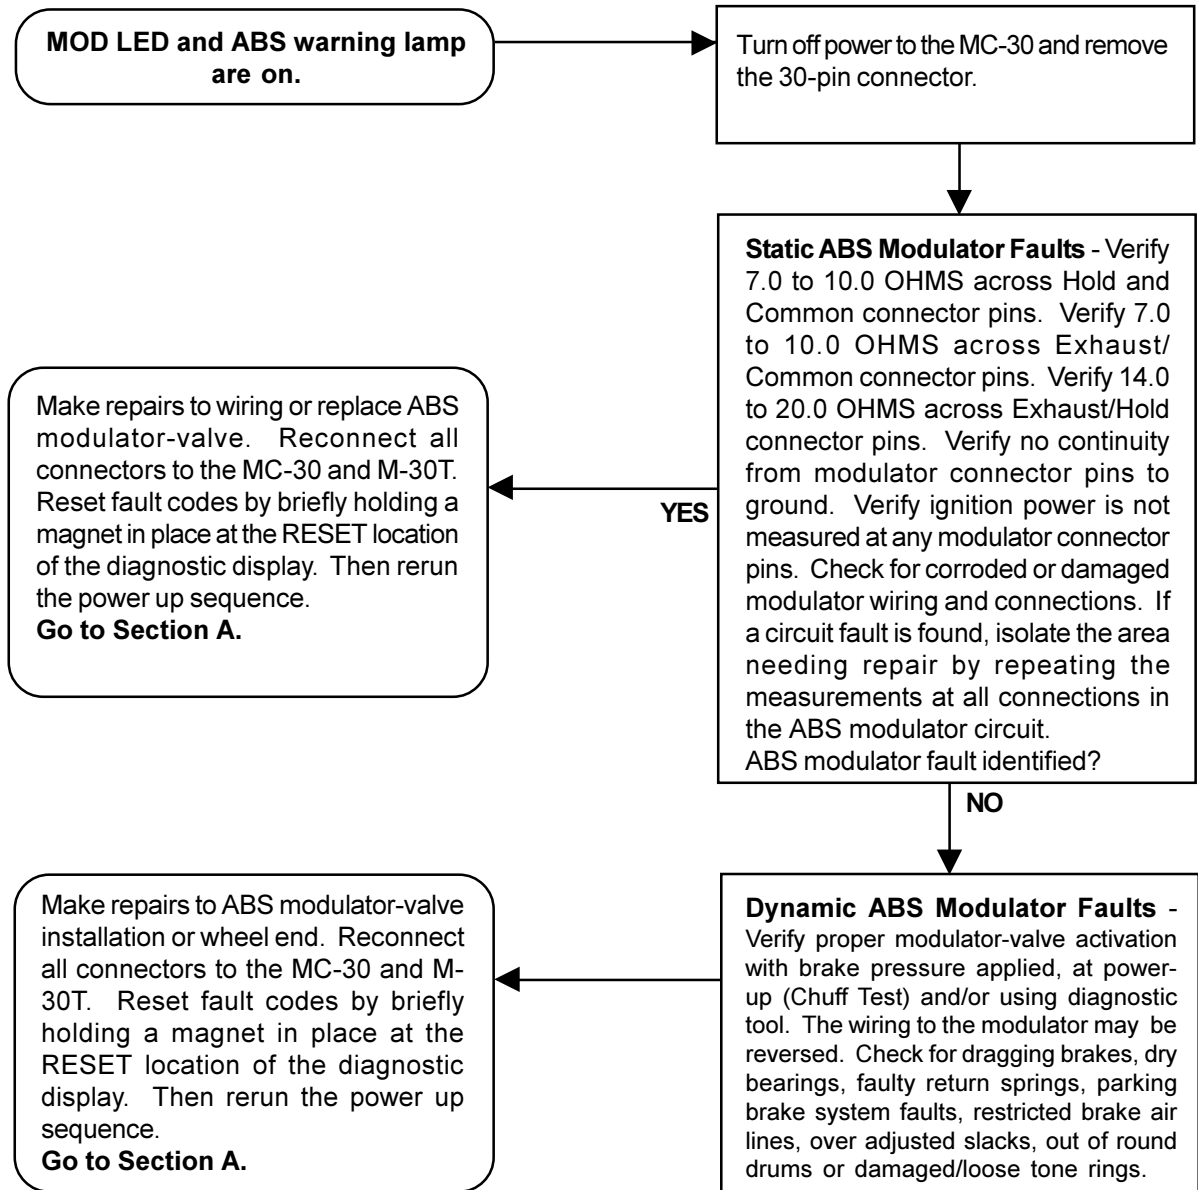 MOD LED and ABS warning lamp
are on.
Turn off power to the MC-30 and remove
the 30-pin connector.
Static ABS Modulator Faults - Verify
7.0 to 10.0 OHMS across Hold and
Common connector pins. Verify 7.0
to 10.0 OHMS across Exhaust/
Common connector pins. Verify 14.0
to 20.0 OHMS across Exhaust/Hold
connector pins. Verify no continuity
from modulator connector pins to
ground. Verify ignition power is not
measured at any modulator connector
pins. Check for corroded or damaged
modulator wiring and connections. If
a circuit fault is found, isolate the area
needing repair by repeating the
measurements at all connections in
the ABS modulator circuit.
ABS modulator fault identified?
YES
Make repairs to wiring or replace ABS
modulator-valve. Reconnect all
connectors to the MC-30 and M-30T.
Reset fault codes by briefly holding a
magnet in place at the RESET location
of the diagnostic display. Then rerun
the power up sequence.
Go to Section A.
NO
Dynamic ABS Modulator Faults -
Verify proper modulator-valve activation
with brake pressure applied, at power-
up (Chuff Test) and/or using diagnostic
tool. The wiring to the modulator may be
reversed. Check for dragging brakes, dry
bearings, faulty return springs, parking
brake system faults, restricted brake air
lines, over adjusted slacks, out of round
drums or damaged/loose tone rings.
Make repairs to ABS modulator-valve
installation or wheel end. Reconnect
all connectors to the MC-30 and M-
30T. Reset fault codes by briefly
holding a magnet in place at the
RESET location of the diagnostic
display. Then rerun the power up
sequence.
Go to Section A.